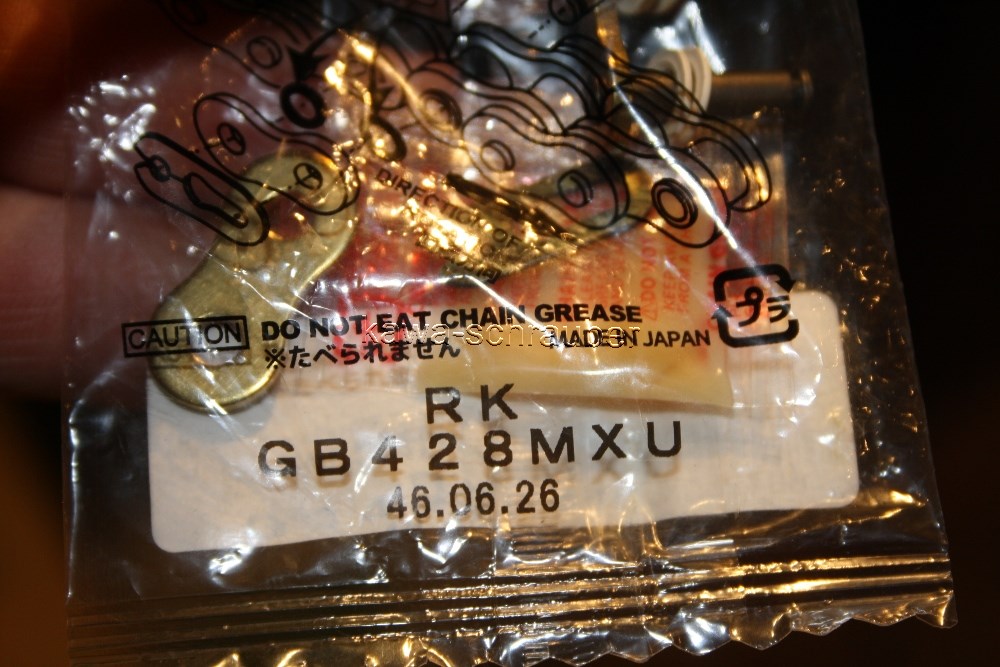 DIRECTION OF
CAUTION DO NOT EAT CHAIN GREASE
※たべられません MADE IN JAPAN
プラ
kawa-schrauber
RK
GB428MXU
46.06.26